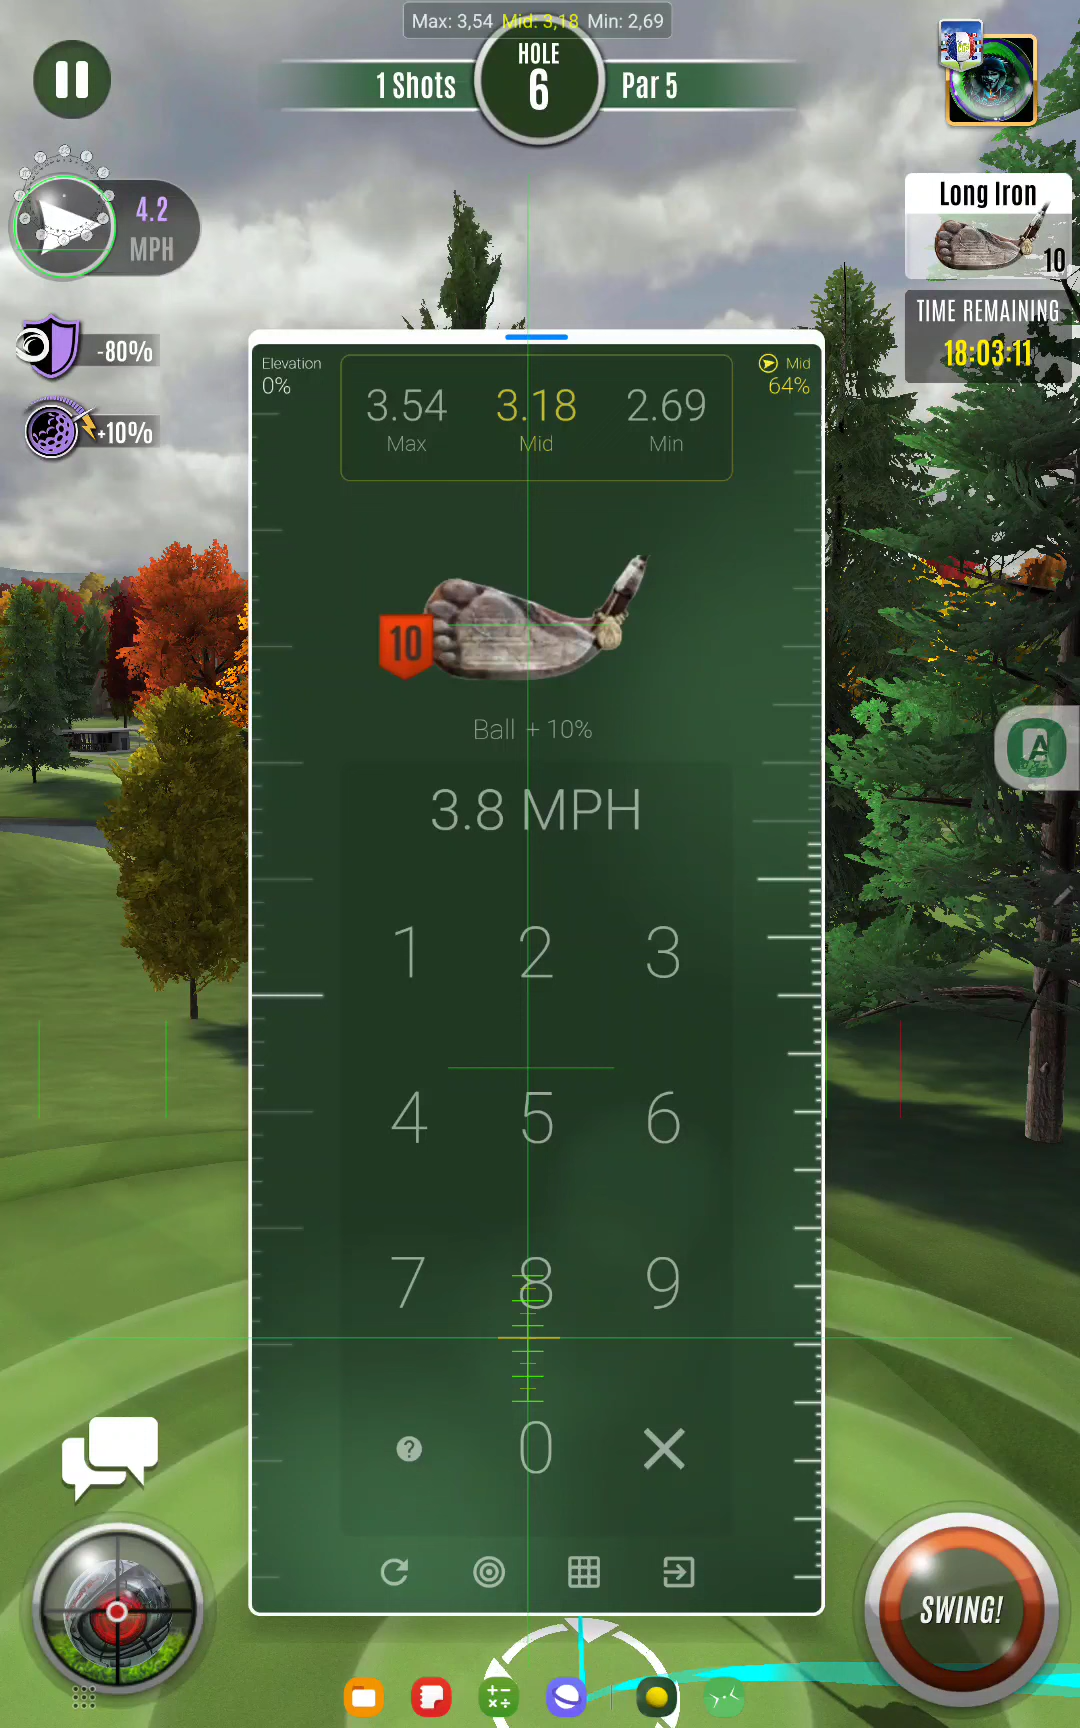 Max: 3,54 Mid: 3,18 Min: 2,69
HOLE
1 Shots 6 Par 5
4.2
MPH
Long Iron
10
TIME REMAINING
18:03:11
-80%
+10%
Elevation
0%
Mid
64%
3.54 3.18 2.69
Max Mid Min
10
Ball + 10%
3.8 MPH
1 2 3
4 5 6
7 8 9
? 0
A
SWING!